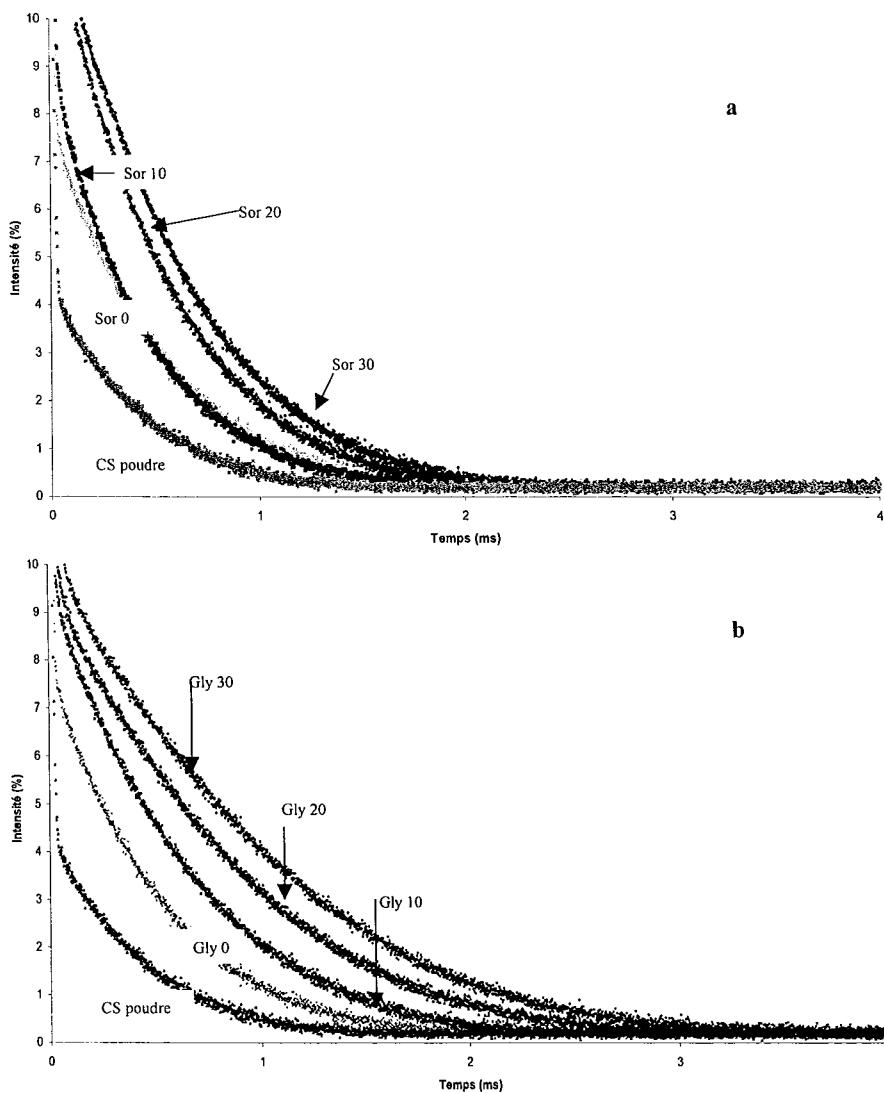 a
Intensité (%)
10
9
8
7
6
5
4
3
2
1
0
Sor 10
Sor 20
Sor 0
Sor 30
CS poudre
0 1 2 3 4
Temps (ms)
b
Intensité (%)
10
9
8
7
6
5
4
3
2
1
0
Gly 30
Gly 20
Gly 10
Gly 0
CS poudre
0 1 2 3
Temps (ms)